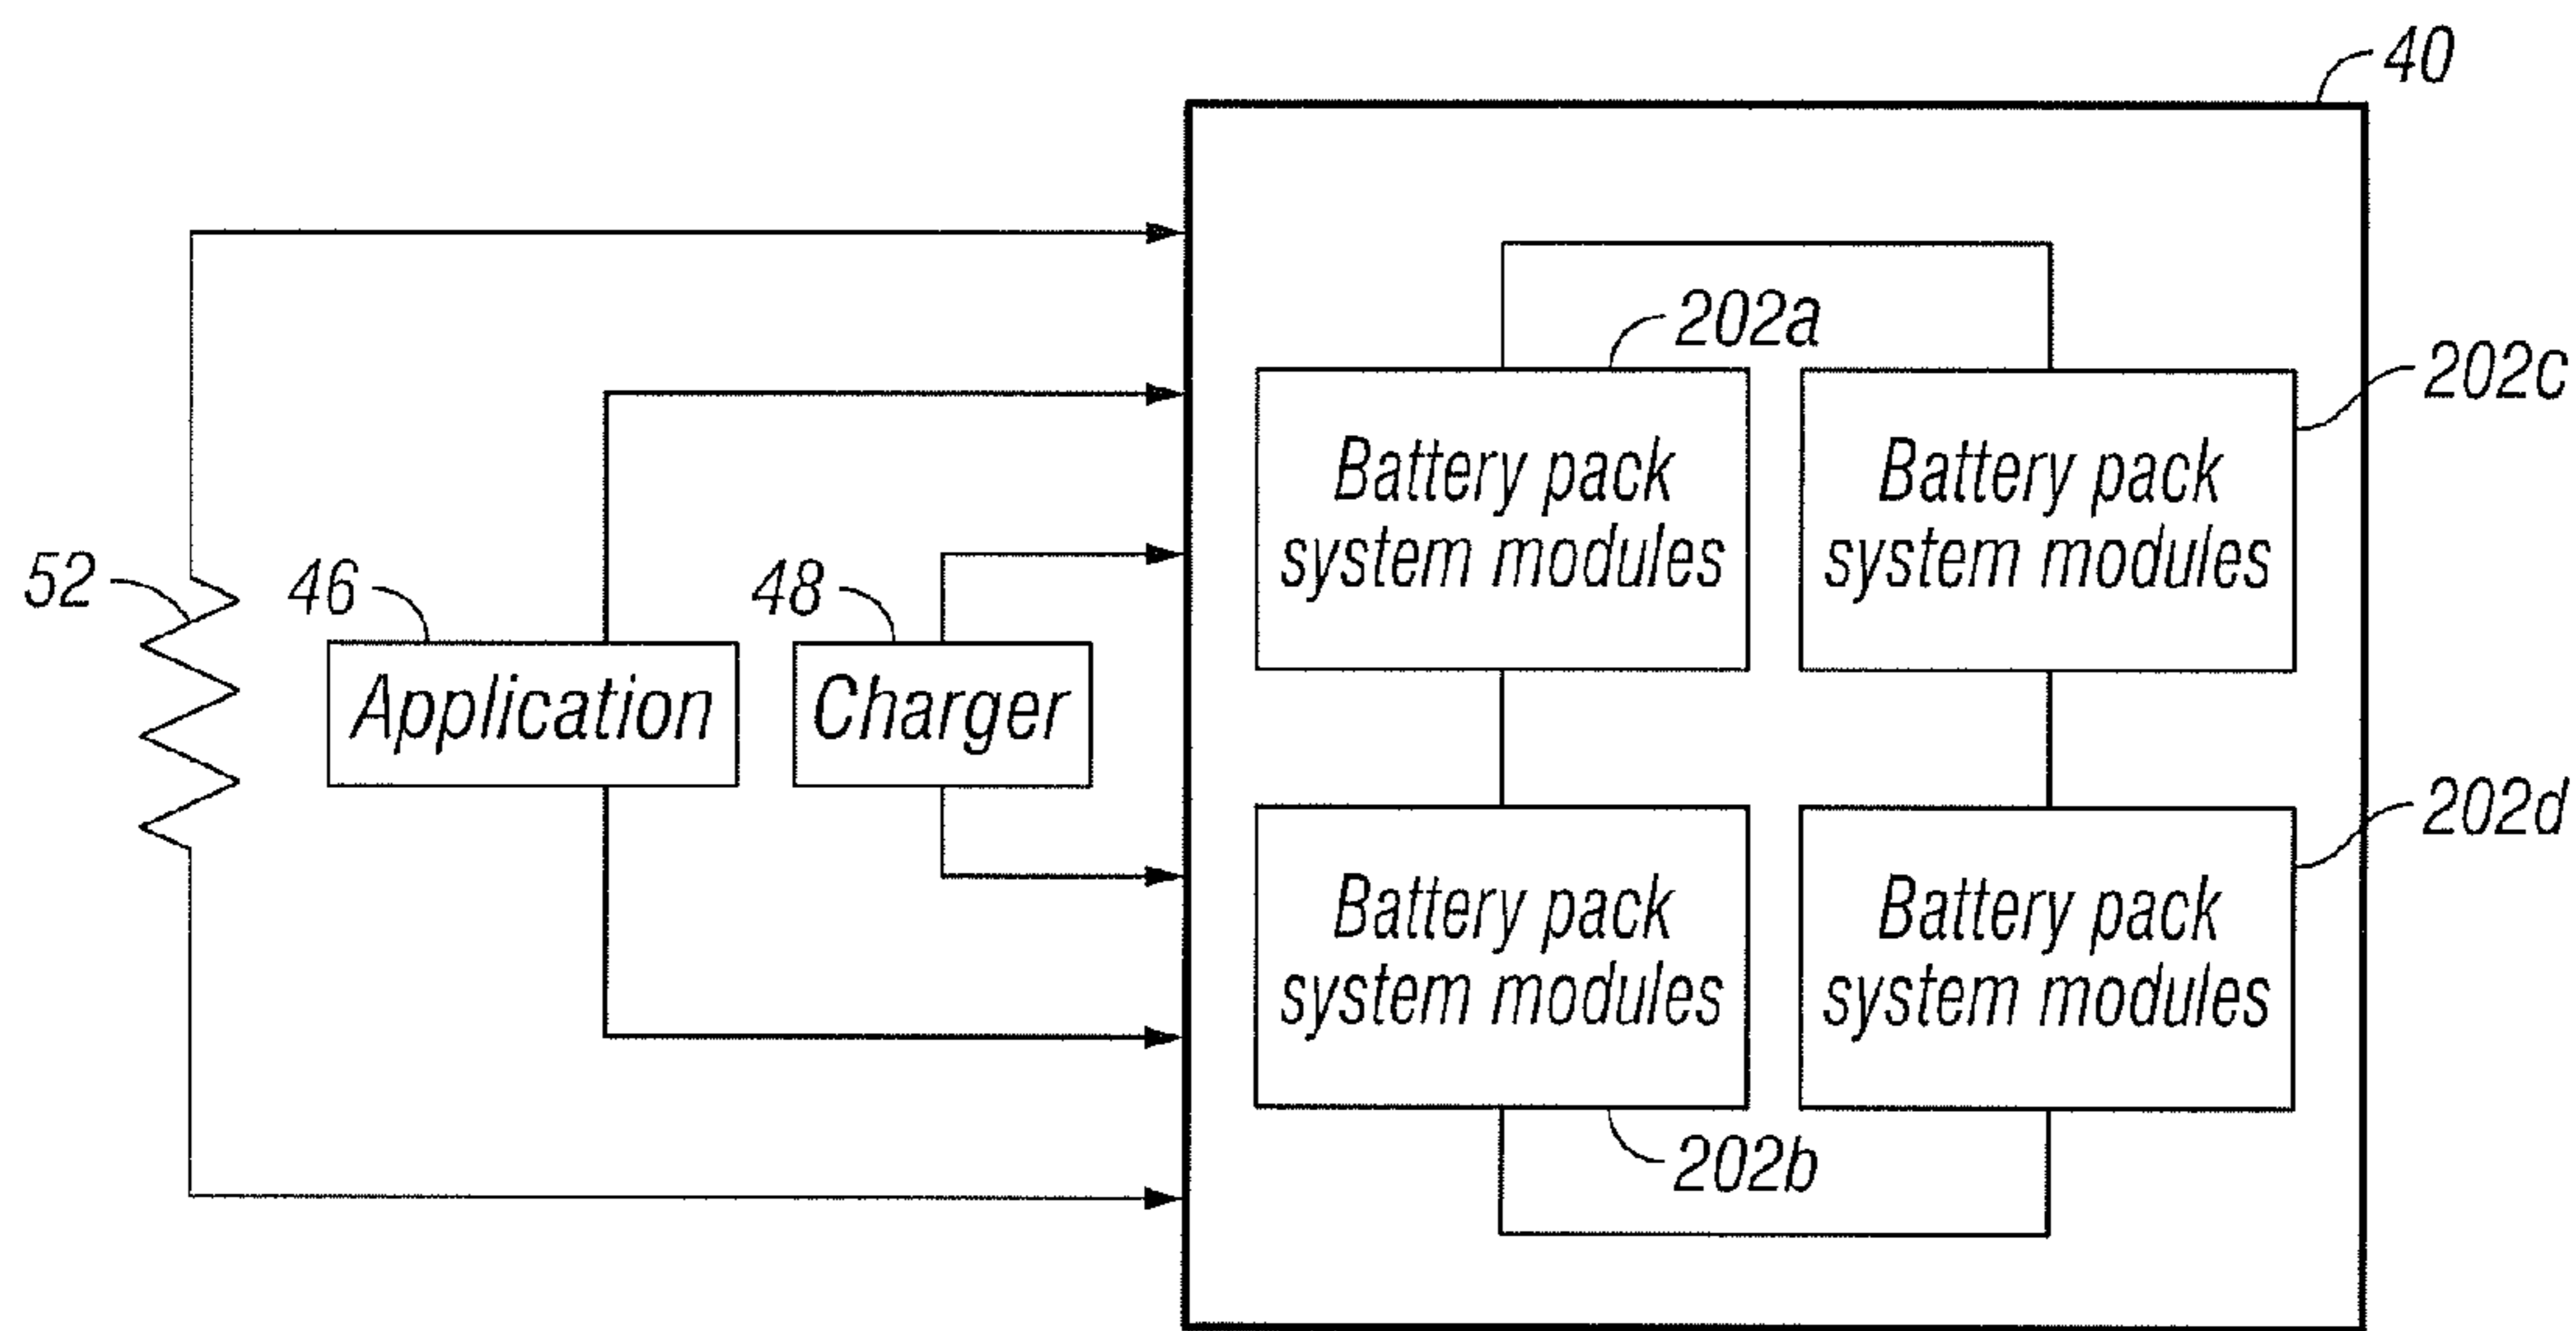 40
202a
202c
Battery pack
system modules
Battery pack
system modules
52
46
48
Application
Charger
202d
Battery pack
system modules
Battery pack
system modules
202b